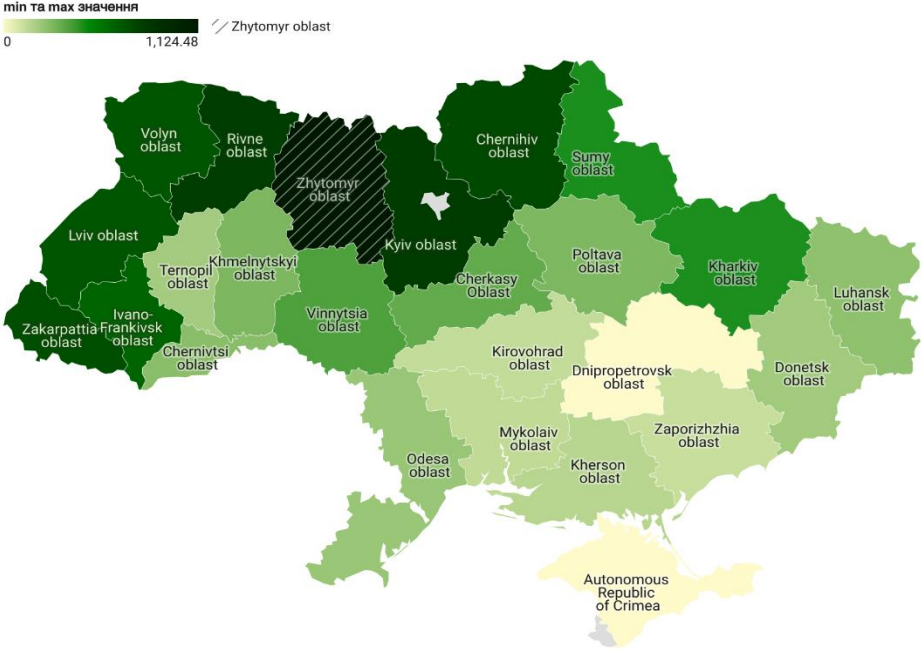 min та max значення
0
1,124.48
Zhytomyr oblast
Volyn
oblast
Rivne
oblast
Zhytomyr
oblast
Chernihiv
oblast
Sumy
oblast
Kyiv oblast
Lviv oblast
Ternopil
oblast
Khmelnytskyi
oblast
Vinnytsia
oblast
Cherkasy
Oblast
Poltava
oblast
Kharkiv
oblast
Luhansk
oblast
Zakarpattia
oblast
Ivano-
Frankivsk
oblast
Chernivtsi
oblast
Kirovohrad
oblast
Dnipropetrovsk
oblast
Donetsk
oblast
Odesa
oblast
Mykolaiv
oblast
Kherson
oblast
Zaporizhzhia
oblast
Autonomous
Republic
of Crimea